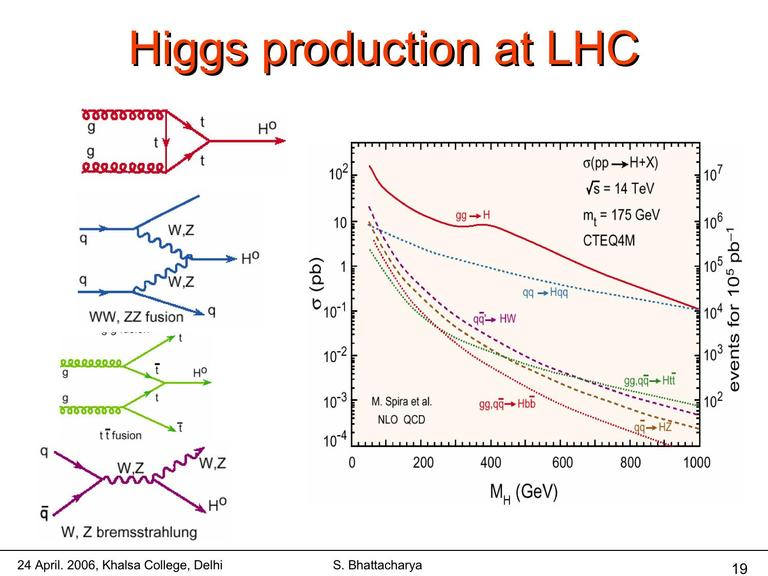 Higgs production at LHC
g
g
t
t
t
H⁰
q
q
W,Z
W,Z
H⁰
q
WW, ZZ fusion
g
g
t
t̄
t
t̄
H⁰
t t̄ fusion
q
q̄
W,Z
W,Z
H⁰
W, Z bremsstrahlung
σ(pp → H+X)
√s = 14 TeV
mₜ = 175 GeV
CTEQ4M
gg → H
qq → Hqq
qq̄ → HW
gg,qq̄ → Htt̄
gg,qq̄ → Hbb̄
qq̄ → HZ
M. Spira et al.
NLO QCD
σ (pb)
10²
10
1
10⁻¹
10⁻²
10⁻³
10⁻⁴
events for 10⁵ pb⁻¹
10⁷
10⁶
10⁵
10⁴
10³
10²
0 200 400 600 800 1000
M_H (GeV)
24 April. 2006, Khalsa College, Delhi
S. Bhattacharya
19